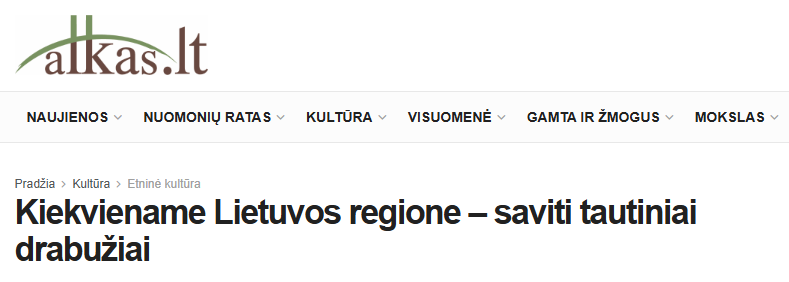 alkas.lt
NAUJIENOS NUOMONIŲ RATAS KULTŪRA VISUOMENĖ GAMTA IR ŽMOGUS MOKSLAS
Pradžia > Kultūra > Etninė kultūra
Kiekviename Lietuvos regione – saviti tautiniai
drabužiai